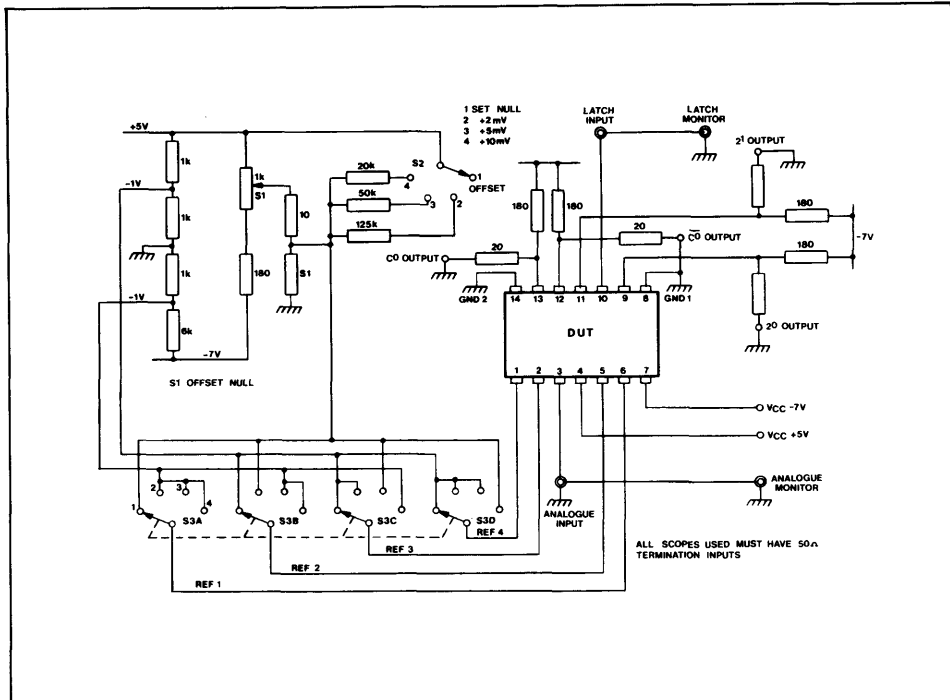 1 SET NULL
2 +2mV
3 +5mV
4 +10mV
LATCH INPUT
LATCH MONITOR
2¹ OUTPUT
+5V
1k
-1V
1k
1k
-1V
6k
-7V
1k
S1
180
10
S1
20k
50k
125k
S2
4
3
2
1
OFFSET
180
180
20
C⁰ OUTPUT
20
C̅⁰̅ OUTPUT
180
180
-7V
2⁰ OUTPUT
GND 2
GND 1
14 13 12 11 10 9 8
DUT
1 2 3 4 5 6 7
S1 OFFSET NULL
VCC -7V
VCC +5V
ANALOGUE INPUT
ANALOGUE MONITOR
1 2 3 4
S3A
S3B
S3C
S3D
REF 4
REF 3
REF 2
REF 1
ALL SCOPES USED MUST HAVE 50Ω
TERMINATION INPUTS